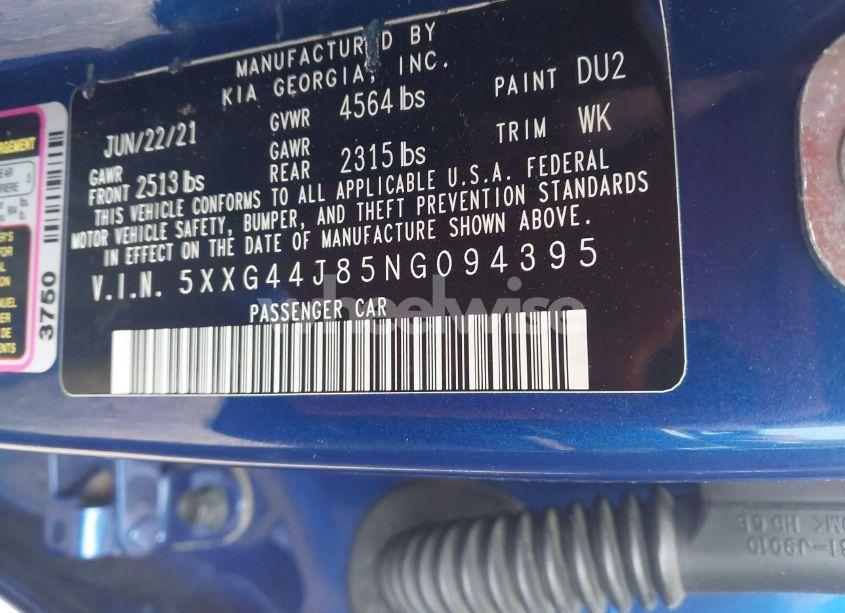 MANUFACTURED BY
KIA GEORGIA, INC.
JUN/22/21
GVWR 4564 lbs
PAINT DU2
GAWR FRONT 2513 lbs
GAWR REAR 2315 lbs
TRIM WK
THIS VEHICLE CONFORMS TO ALL APPLICABLE U.S.A. FEDERAL
MOTOR VEHICLE SAFETY, BUMPER, AND THEFT PREVENTION STANDARDS
IN EFFECT ON THE DATE OF MANUFACTURE SHOWN ABOVE.
V.I.N. 5XXG44J85NG094395
PASSENGER CAR
wheelwise
3750